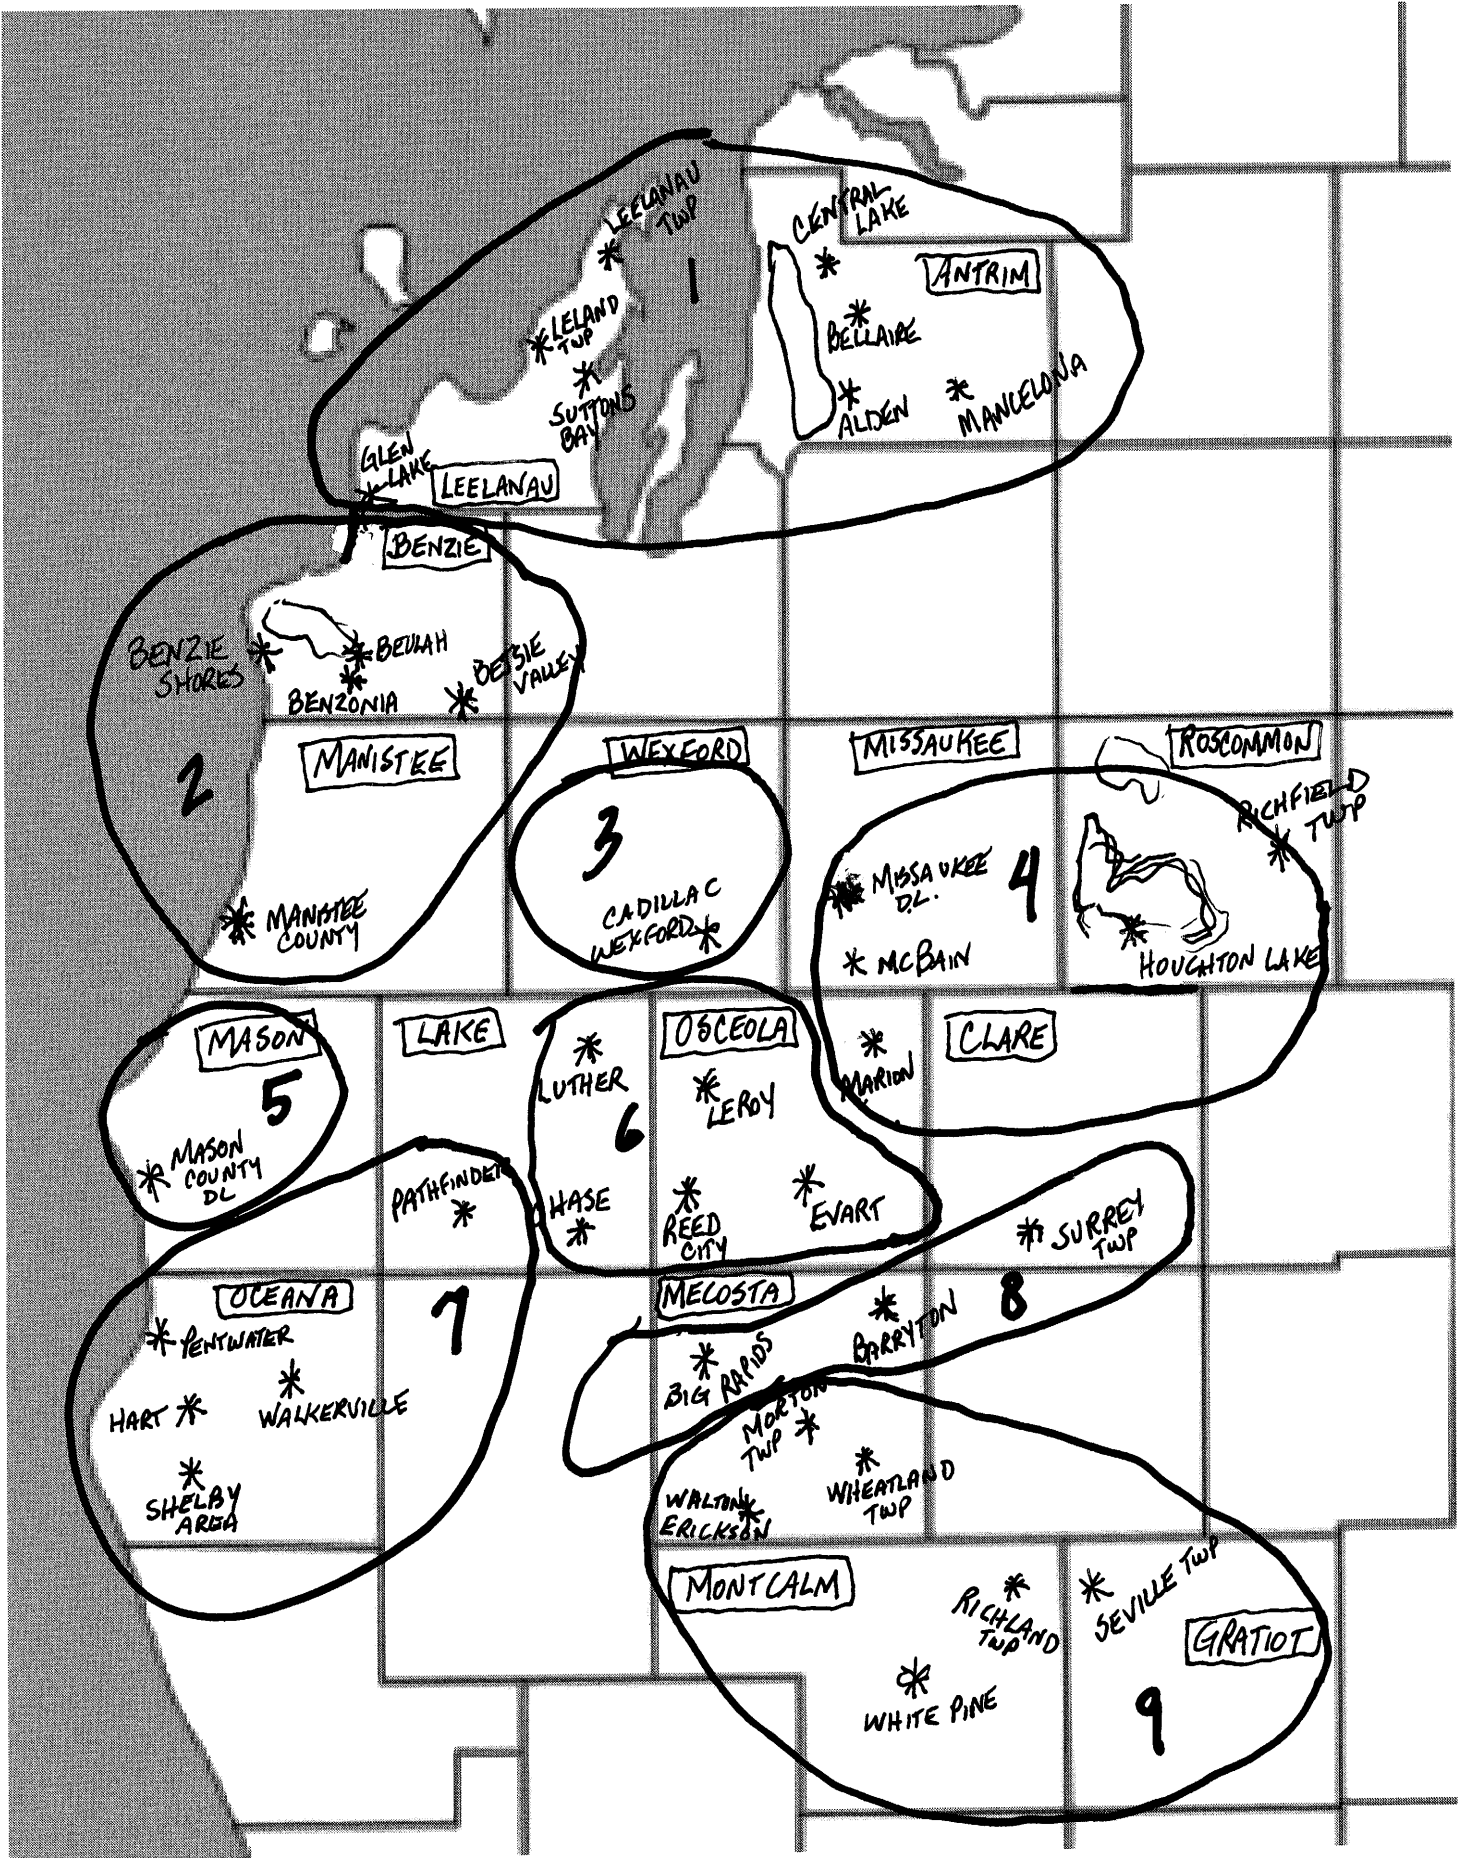 LEELANAU
TWP
1
CENTRAL
LAKE
ANTRIM
LELAND
TWP
BELLAIRE
SUTTONS
BAY
ALDEN
MANCELONA
GLEN
LAKE
LEELANAU
BENZIE
BENZIE
SHORES
BEULAH
BETSIE
VALLEY
BENZONIA
2
MANISTEE
MANISTEE
COUNTY
WEXFORD
3
CADILLAC
WEXFORD
MISSAUKEE
ROSCOMMON
RICHFIELD
TWP
MISSAUKEE
D.L.
4
MCBAIN
HOUGHTON LAKE
MASON
5
MASON
COUNTY
DL
LAKE
OSCEOLA
CLARE
LUTHER
LEROY
MARION
6
PATHFINDER
CHASE
REED
CITY
EVART
SURREY
TWP
OCEANA
7
MECOSTA
8
PENTWATER
BARRYTON
HART
WALKERVILLE
BIG RAPIDS
MORTON
TWP
SHELBY
AREA
WALTON
ERICKSON
WHEATLAND
TWP
MONTCALM
RICHLAND
TWP
SEVILLE TWP
GRATIOT
WHITE PINE
9